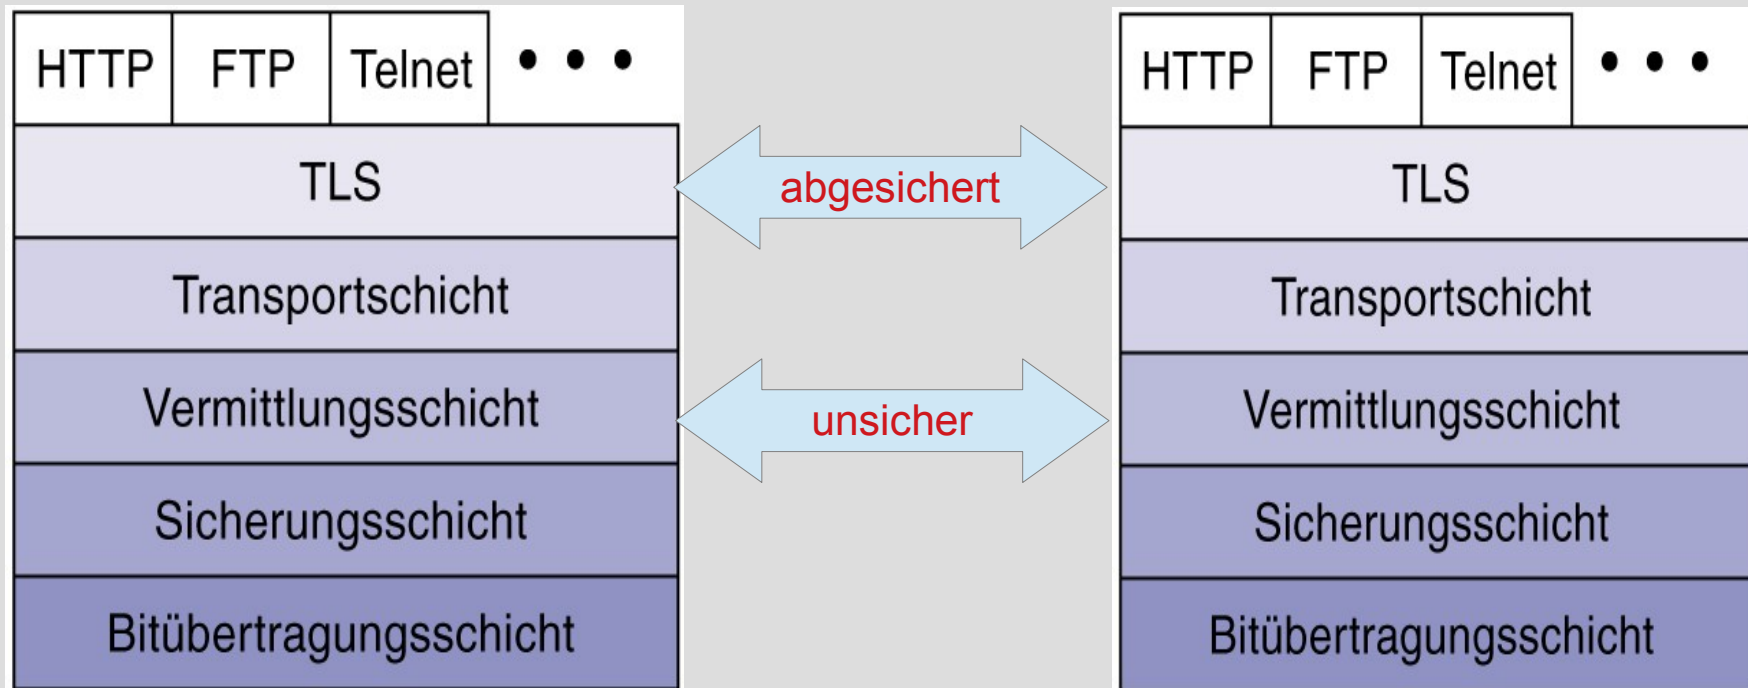 HTTP FTP Telnet • • •
TLS
Transportschicht
Vermittlungsschicht
Sicherungsschicht
Bitübertragungsschicht
abgesichert
unsicher
HTTP FTP Telnet • • •
TLS
Transportschicht
Vermittlungsschicht
Sicherungsschicht
Bitübertragungsschicht